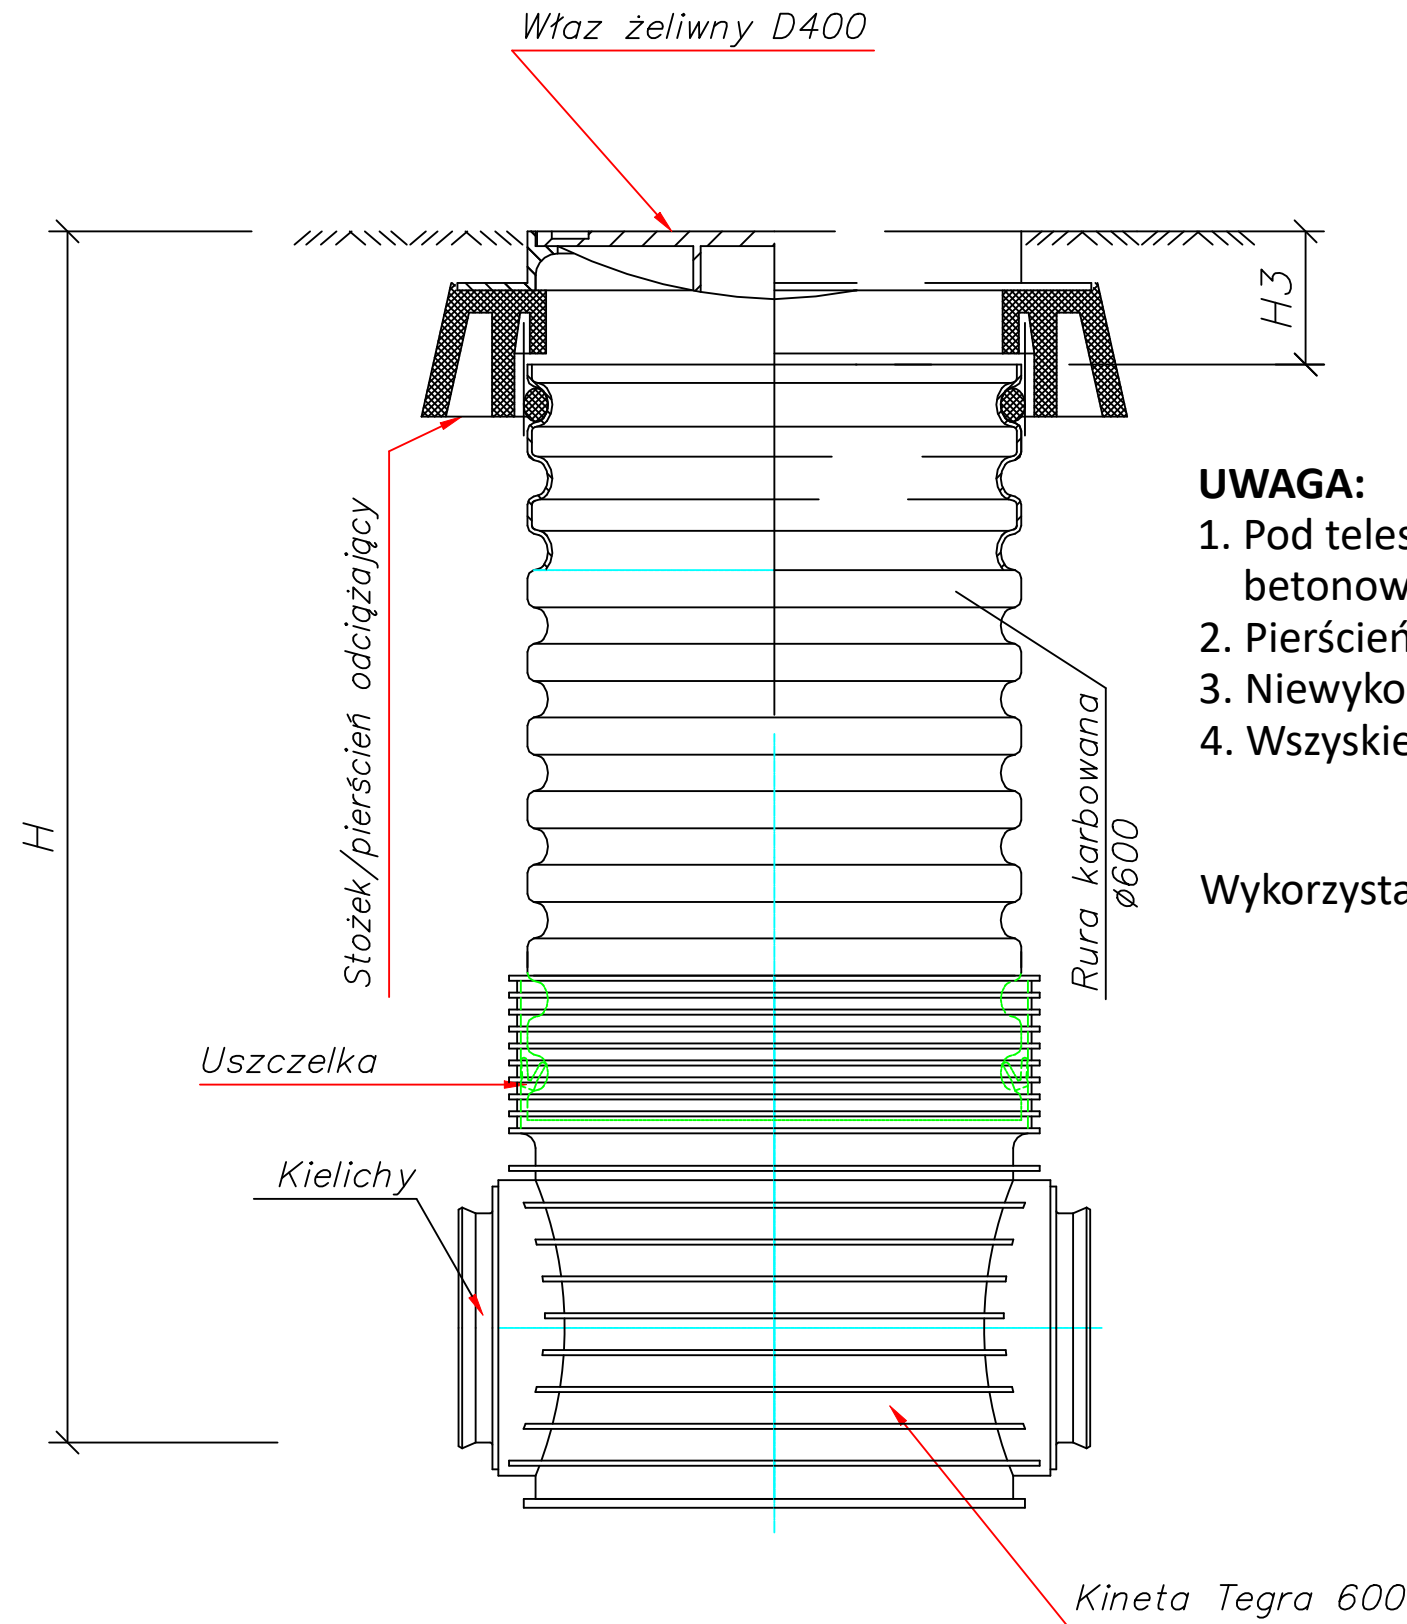 Właz żeliwny D400
H3
H
Stożek/pierścień odciążający
Rura karbowana
ø600
UWAGA:
1. Pod teles
betonow
2. Pierścień
3. Niewyko
4. Wszyskie
Wykorzysta
Uszczelka
Kielichy
Kineta Tegra 600